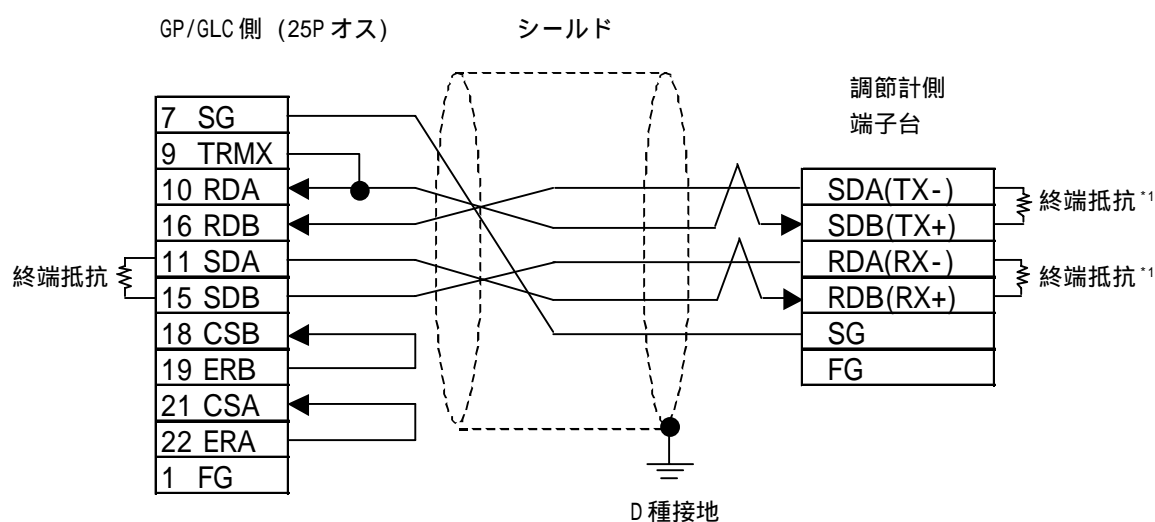 GP/GLC側 (25Pオス)
シールド
調節計側
端子台
7 SG
9 TRMX
10 RDA
16 RDB
11 SDA
15 SDB
18 CSB
19 ERB
21 CSA
22 ERA
1 FG
終端抵抗
SDA(TX-)
SDB(TX+)
RDA(RX-)
RDB(RX+)
SG
FG
終端抵抗*1
終端抵抗*1
D種接地